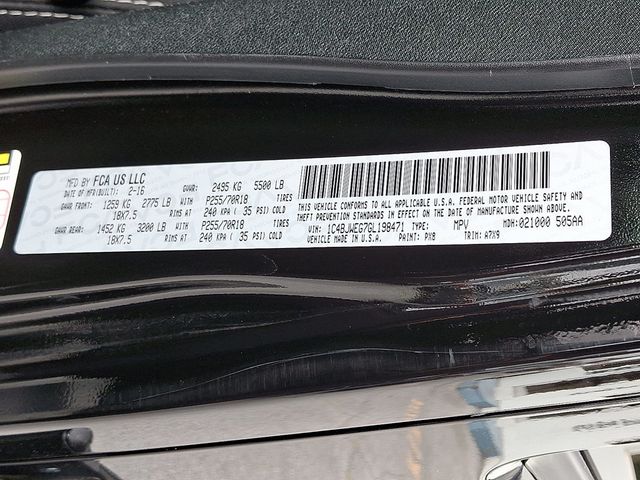 MFD BY FCA US LLC
DATE OF MFR(BUILT): 2-16 GVWR: 2495 KG 5500 LB
GAWR FRONT: 1259 KG 2775 LB WITH P255/70R18 TIRES
18X7.5 RIMS AT 240 KPA ( 35 PSI) COLD
GAWR REAR: 1452 KG 3200 LB WITH P255/70R18 TIRES
18X7.5 RIMS AT 240 KPA ( 35 PSI) COLD
THIS VEHICLE CONFORMS TO ALL APPLICABLE U.S.A. FEDERAL MOTOR VEHICLE SAFETY AND
THEFT PREVENTION STANDARDS IN EFFECT ON THE DATE OF MANUFACTURE SHOWN ABOVE.
VIN: 1C4BJWEG7GL198471 TYPE: MPV MDH:021000 505AA
VEHICLE MADE IN U.S.A. PAINT: PX8 TRIM: A7X9